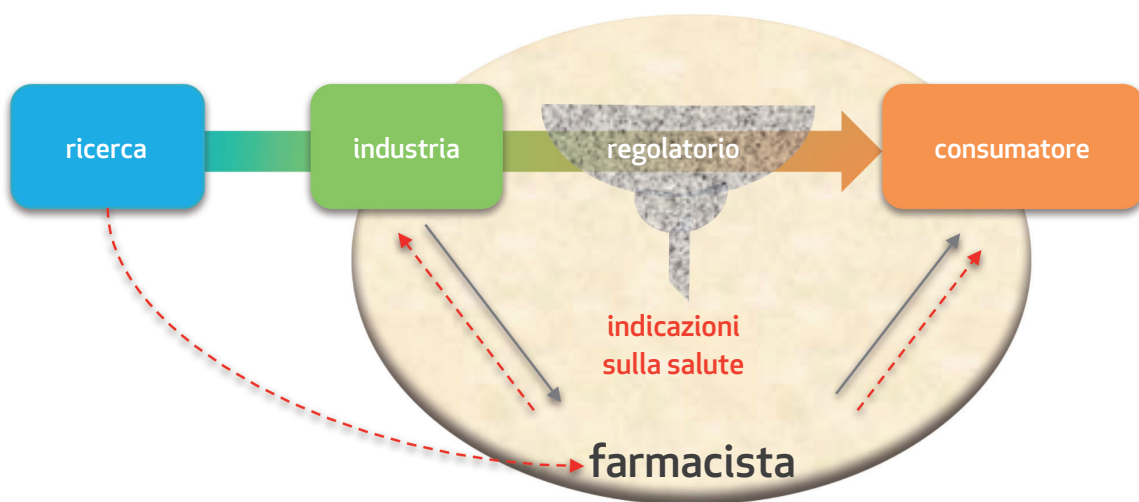 ricerca
industria
regolatorio
consumatore
indicazioni
sulla salute
farmacista